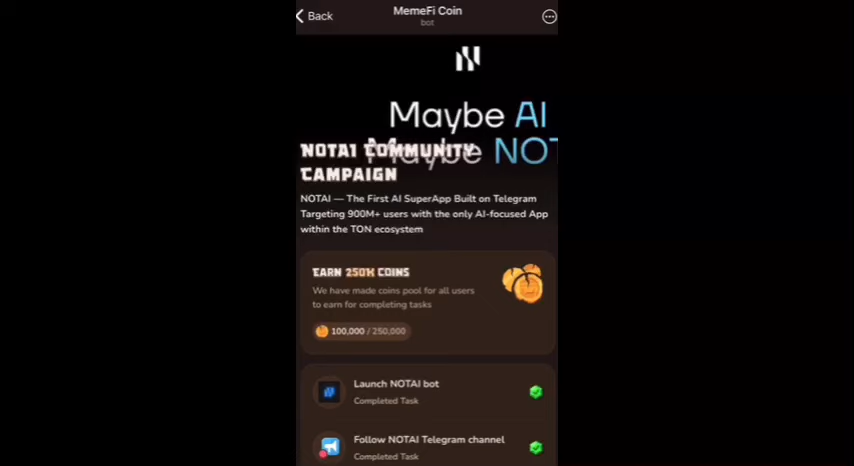 Back
MemeFi Coin
bot
Maybe AI
Maybe NOT
NOTAI COMMUNITY
CAMPAIGN
NOTAI — The First AI SuperApp Built on Telegram
Targeting 900M+ users with the only AI-focused App
within the TON ecosystem
EARN 250K COINS
We have made coins pool for all users
to earn for completing tasks
100,000 / 250,000
Launch NOTAI bot
Completed Task
Follow NOTAI Telegram channel
Completed Task